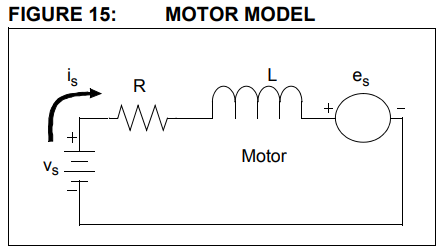 FIGURE 15: MOTOR MODEL
is
R
L
es
+
-
+
vs
-
Motor